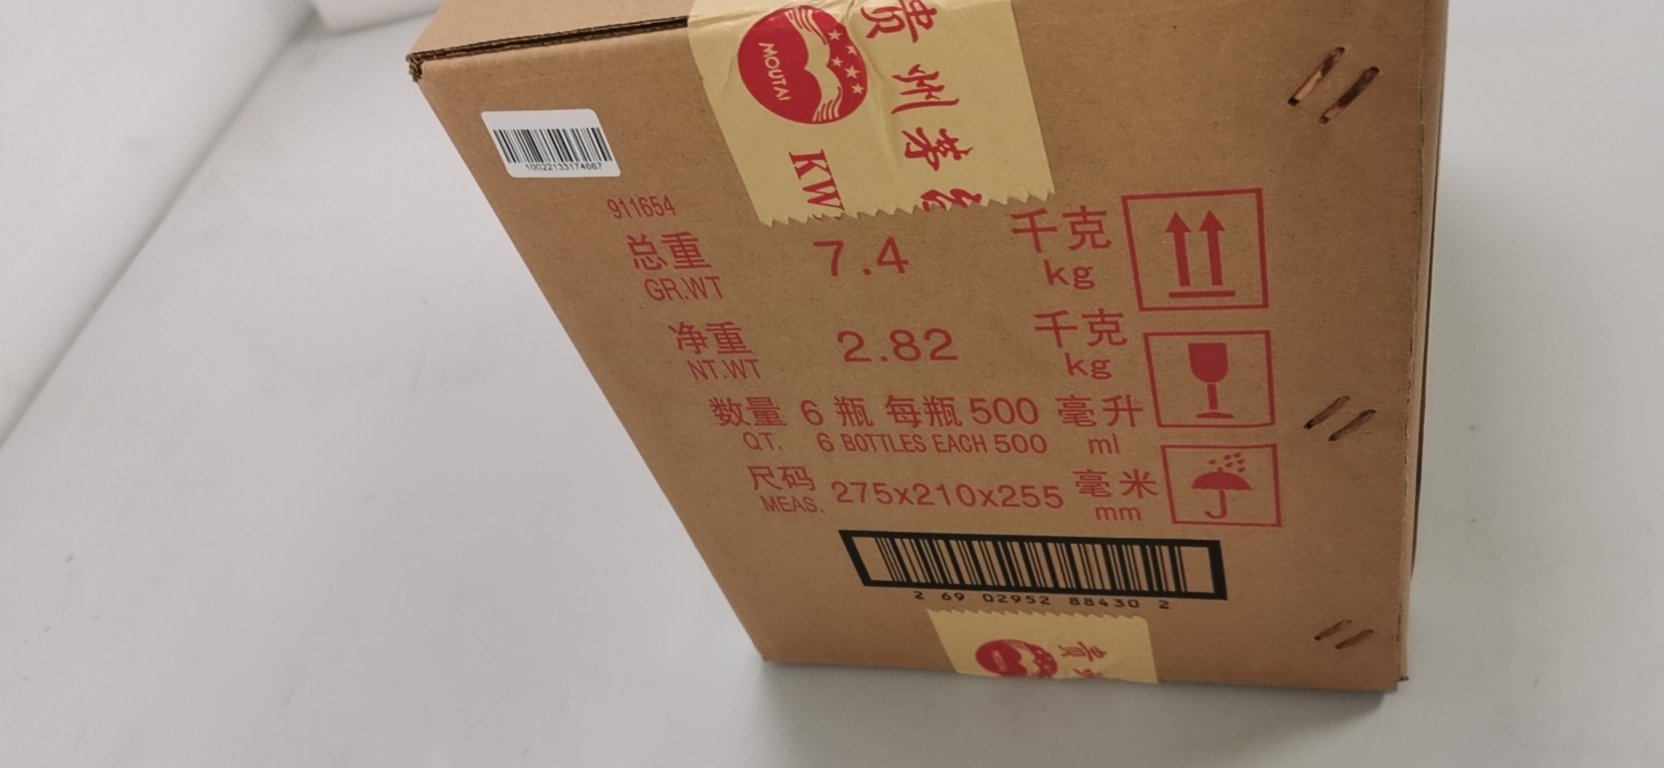 MOUTAI
贵州茅台
KW
10022133174667
911654
总重 7.4 千克
GR.WT kg
净重 2.82 千克
NT.WT kg
数量 6 瓶 每瓶 500 毫升
QT. 6 BOTTLES EACH 500 ml
尺码 275x210x255 毫米
MEAS. mm
2 69 02952 88430 2
贵